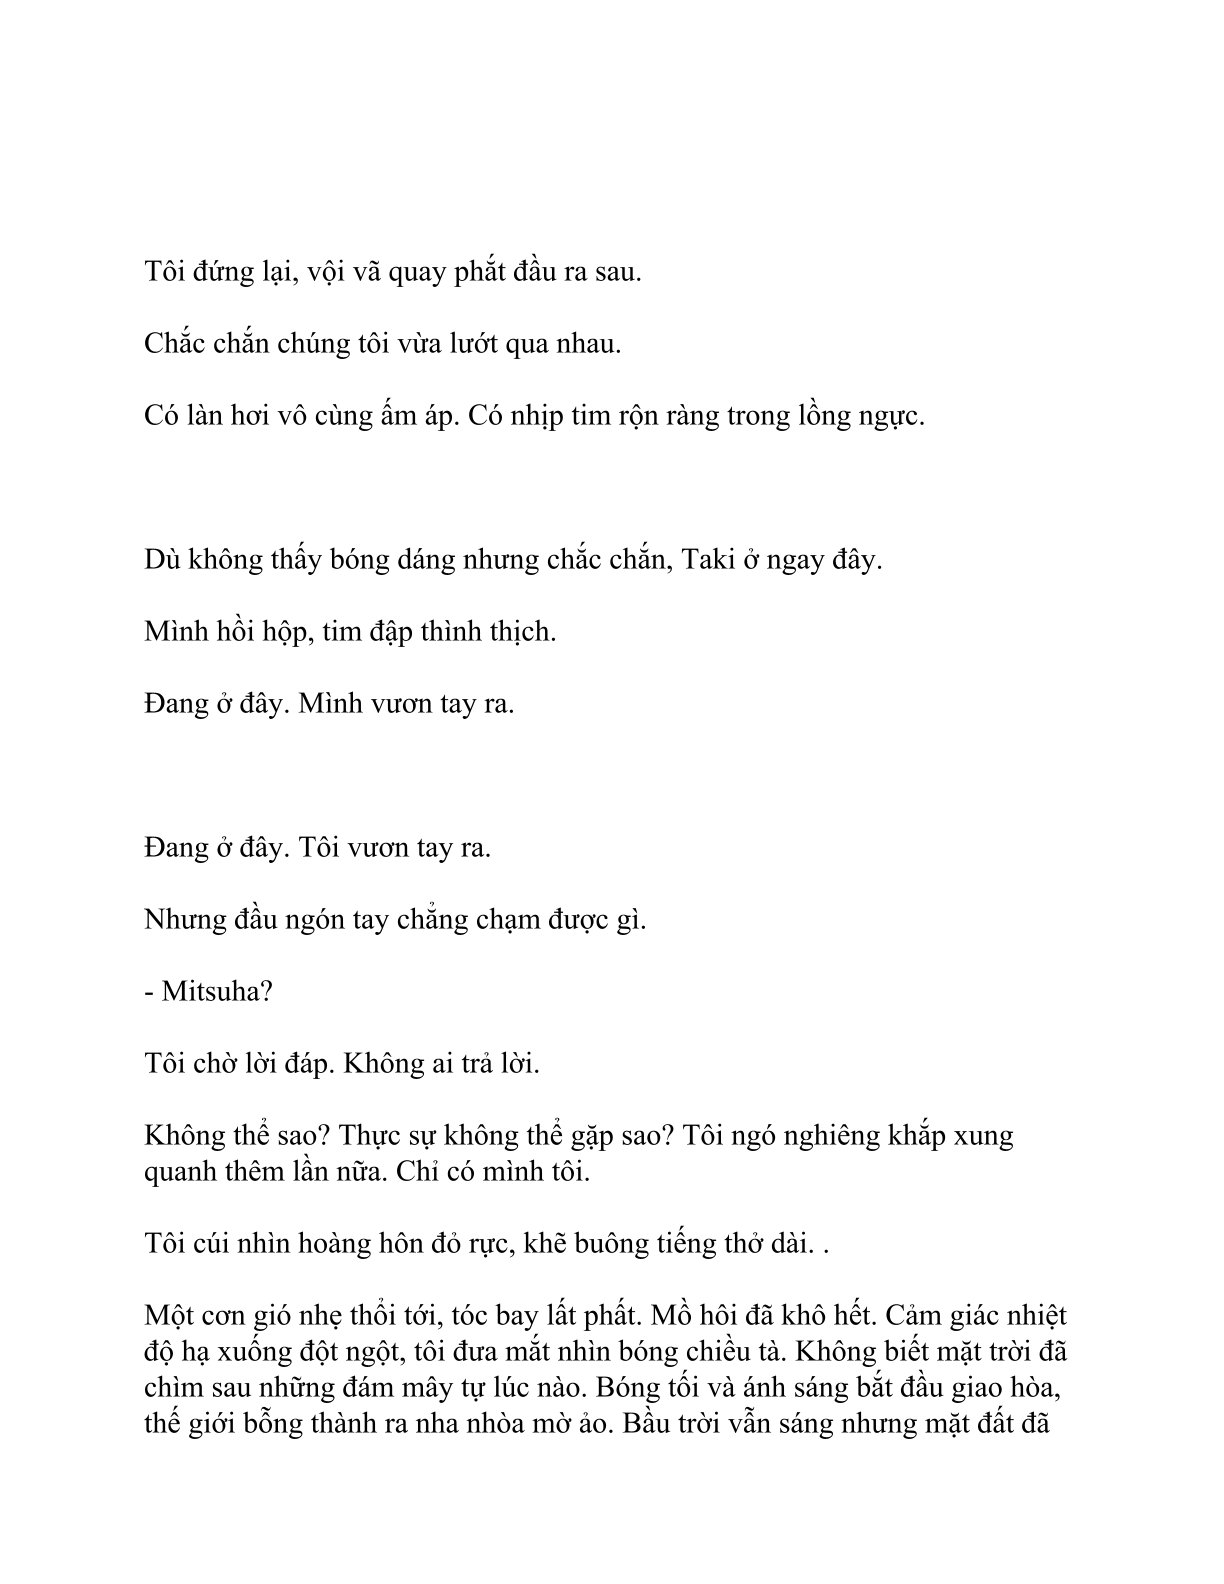 Tôi đứng lại, vội vã quay phắt đầu ra sau.
Chắc chắn chúng tôi vừa lướt qua nhau.
Có làn hơi vô cùng ấm áp. Có nhịp tim rộn ràng trong lồng ngực.
Dù không thấy bóng dáng nhưng chắc chắn, Taki ở ngay đây.
Mình hồi hộp, tim đập thình thịch.
Đang ở đây. Mình vươn tay ra.
Đang ở đây. Tôi vươn tay ra.
Nhưng đầu ngón tay chẳng chạm được gì.
- Mitsuha?
Tôi chờ lời đáp. Không ai trả lời.
Không thể sao? Thực sự không thể gặp sao? Tôi ngó nghiêng khắp xung
quanh thêm lần nữa. Chỉ có mình tôi.
Tôi cúi nhìn hoàng hôn đỏ rực, khẽ buông tiếng thở dài. .
Một cơn gió nhẹ thổi tới, tóc bay lất phất. Mồ hôi đã khô hết. Cảm giác nhiệt
độ hạ xuống đột ngột, tôi đưa mắt nhìn bóng chiều tà. Không biết mặt trời đã
chìm sau những đám mây tự lúc nào. Bóng tối và ánh sáng bắt đầu giao hòa,
thế giới bỗng thành ra nha nhòa mờ ảo. Bầu trời vẫn sáng nhưng mặt đất đã